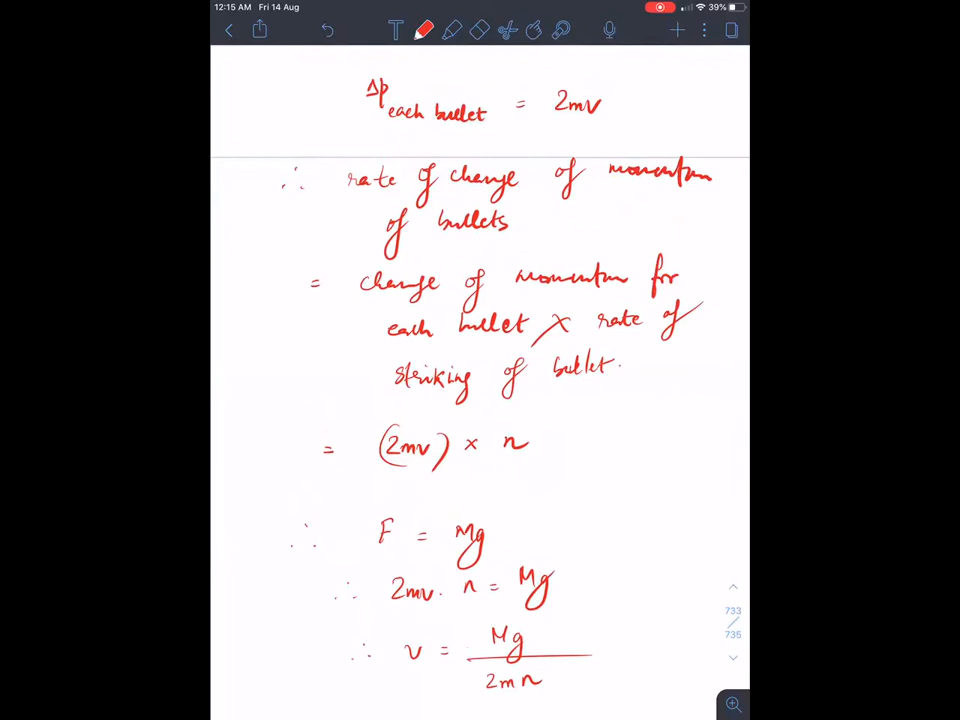 12:15 AM Fri 14 Aug 39%
T
Δp each bullet = 2mv
∴ rate of change of momentum
of bullets
= change of momentum for
each bullet × rate of
striking of bullet.
= (2mv) × n
∴ F = Mg
∴ 2mv. n = Mg
733
735
∴ v = Mg / 2mn